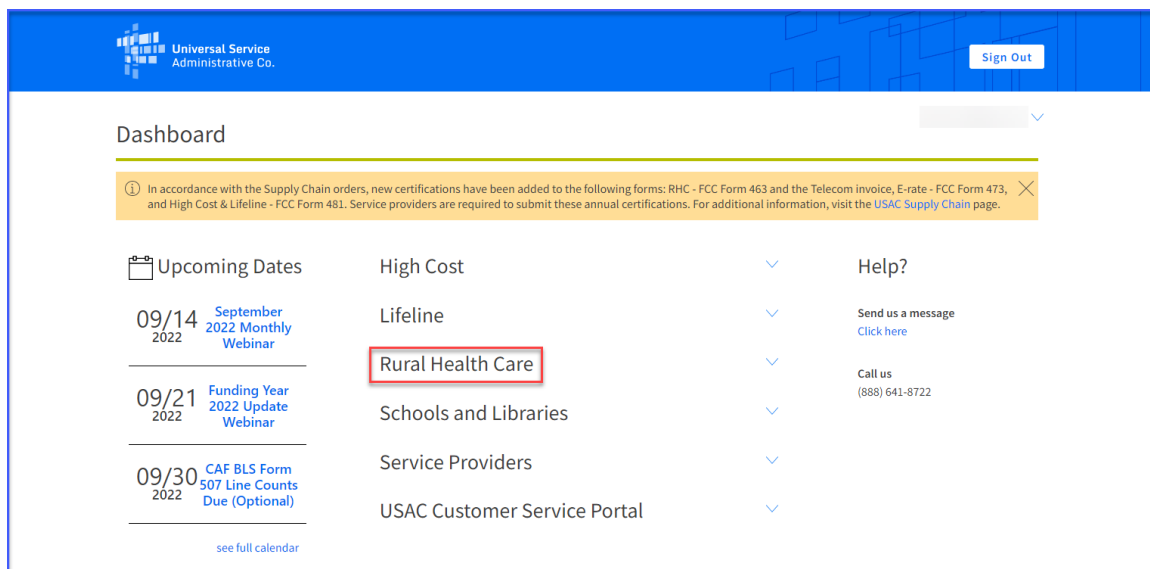 Universal Service
Administrative Co.
Sign Out
Dashboard
In accordance with the Supply Chain orders, new certifications have been added to the following forms: RHC - FCC Form 463 and the Telecom invoice, E-rate - FCC Form 473,
and High Cost & Lifeline - FCC Form 481. Service providers are required to submit these annual certifications. For additional information, visit the USAC Supply Chain page.
Upcoming Dates
09/14
2022
September
2022 Monthly
Webinar
09/21
2022
Funding Year
2022 Update
Webinar
09/30
2022
CAF BLS Form
507 Line Counts
Due (Optional)
see full calendar
High Cost
Lifeline
Rural Health Care
Schools and Libraries
Service Providers
USAC Customer Service Portal
Help?
Send us a message
Click here
Call us
(888) 641-8722